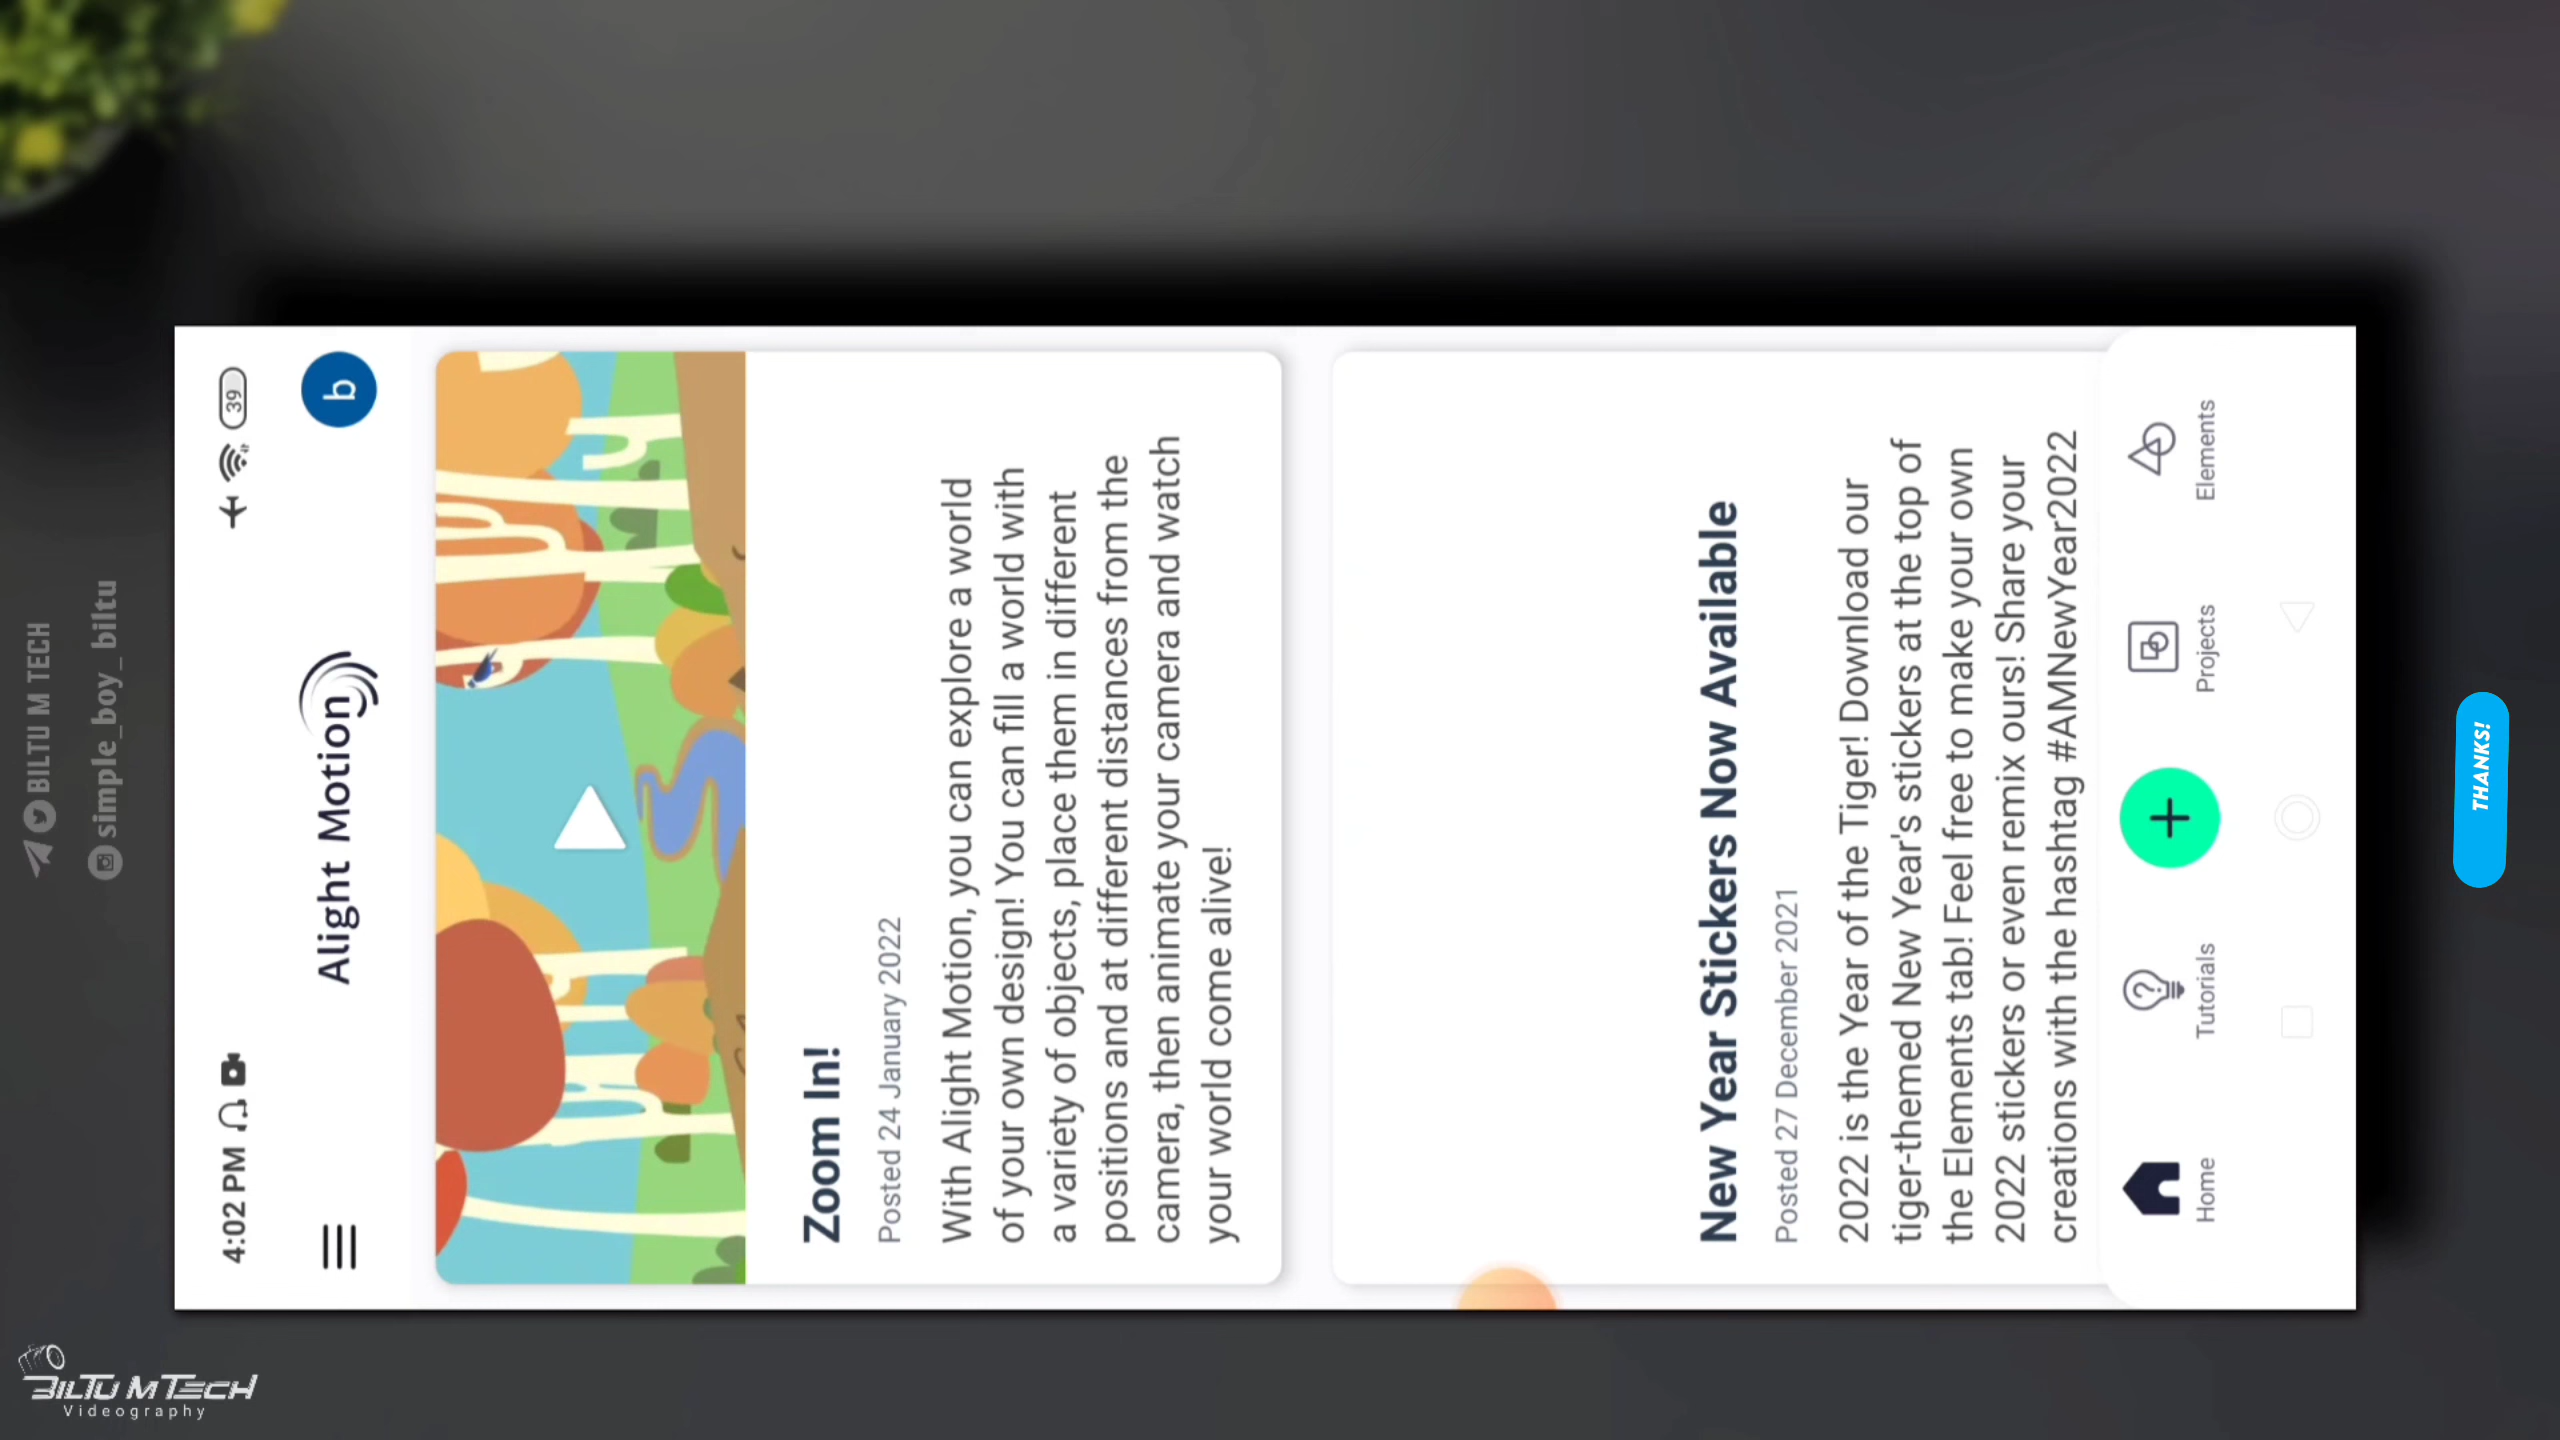 4:02 PM
39
Alight Motion
b
Zoom In!
Posted 24 January 2022
With Alight Motion, you can explore a world
of your own design! You can fill a world with
a variety of objects, place them in different
positions and at different distances from the
camera, then animate your camera and watch
your world come alive!
New Year Stickers Now Available
Posted 27 December 2021
2022 is the Year of the Tiger! Download our
tiger-themed New Year's stickers at the top of
the Elements tab! Feel free to make your own
2022 stickers or even remix ours! Share your
creations with the hashtag #AMNewYear2022
Home
Tutorials
Projects
Elements
BILTU M TECH
simple_boy_biltu
THANKS!
BILTU M TECH
Videography